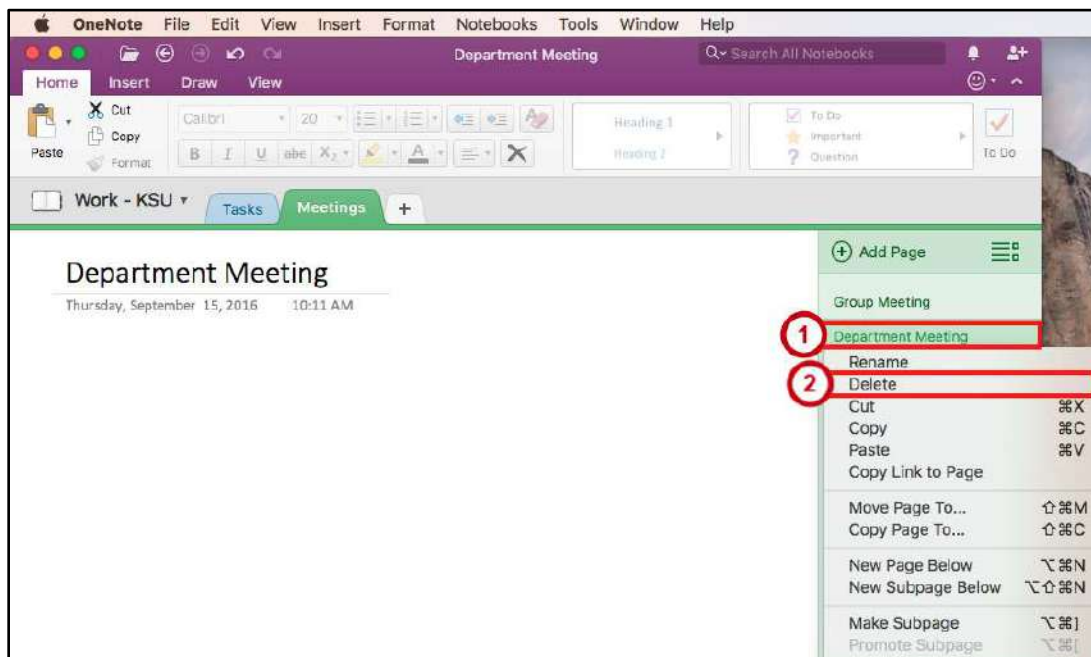 OneNote File Edit View Insert Format Notebooks Tools Window Help
Department Meeting
Search All Notebooks
Home Insert Draw View
Paste
Cut
Copy
Format
Calibri 20
B I U abc X₂ A
Heading 1
Heading 2
To Do
Important
Question
To Do
Work - KSU Tasks Meetings +
Department Meeting
Thursday, September 15, 2016 10:11 AM
Add Page
Group Meeting
1 Department Meeting
Rename
2 Delete
Cut ⌘X
Copy ⌘C
Paste ⌘V
Copy Link to Page
Move Page To... ⇧⌘M
Copy Page To... ⇧⌘C
New Page Below ⌥⌘N
New Subpage Below ⌥⇧⌘N
Make Subpage ⌥⌘]
Promote Subpage ⌥⌘[